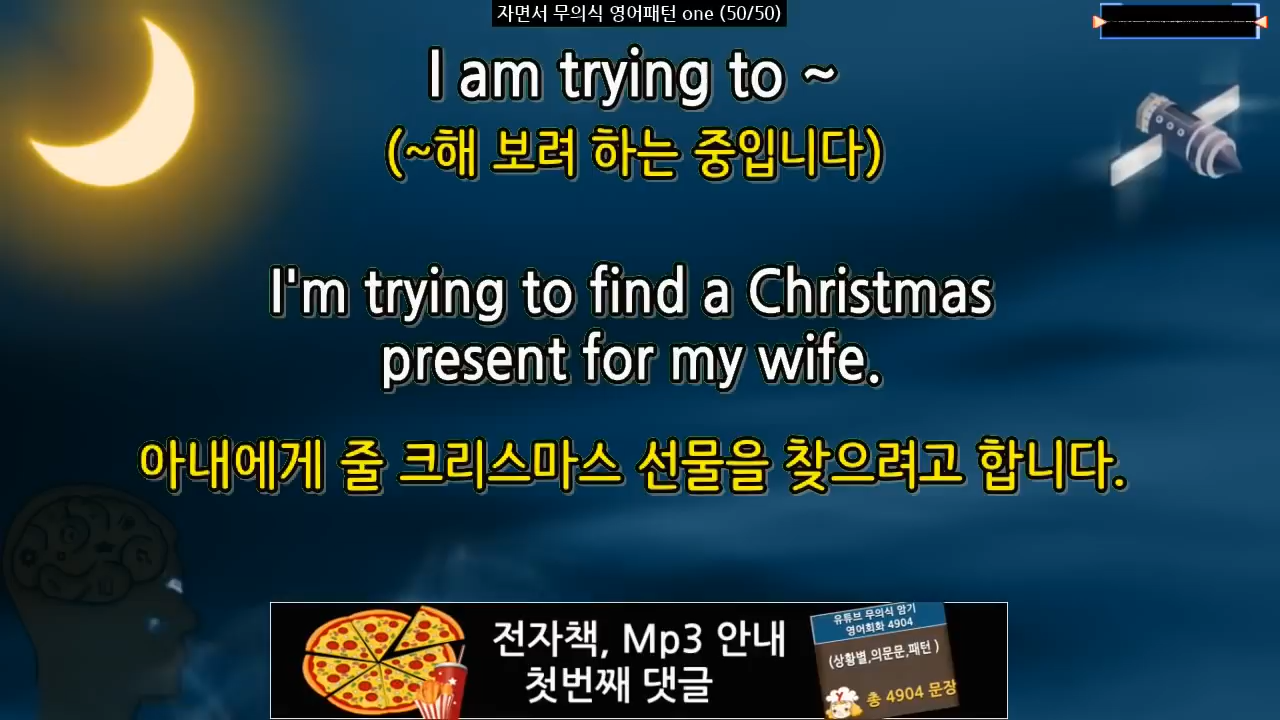 자면서 무의식 영어패턴 one (50/50)
I am trying to ~
(~해 보려 하는 중입니다)
I'm trying to find a Christmas
present for my wife.
아내에게 줄 크리스마스 선물을 찾으려고 합니다.
전자책, Mp3 안내
첫번째 댓글
유튜브 무의식 암기
영어회화 4904
(상황별,의문문,패턴 )
총 4904 문장